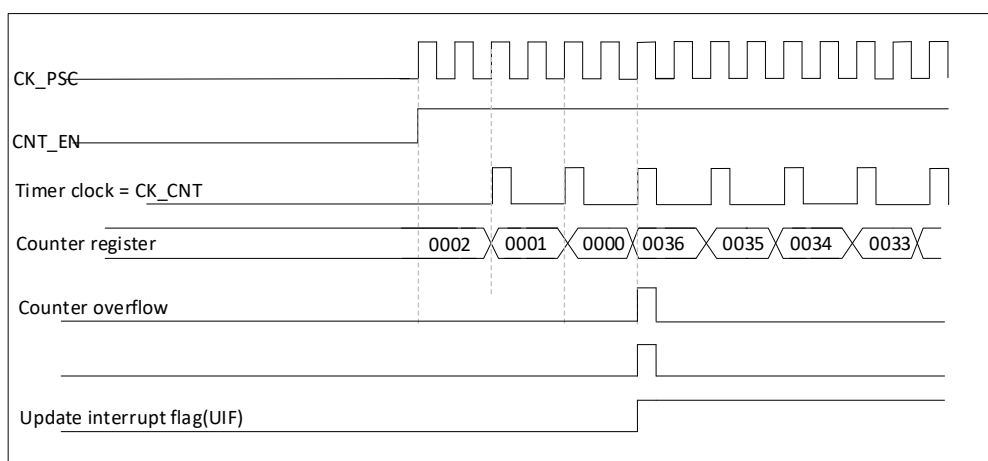 CK_PSC
CNT_EN
Timer clock = CK_CNT
Counter register 0002 0001 0000 0036 0035 0034 0033
Counter overflow
Update interrupt flag(UIF)